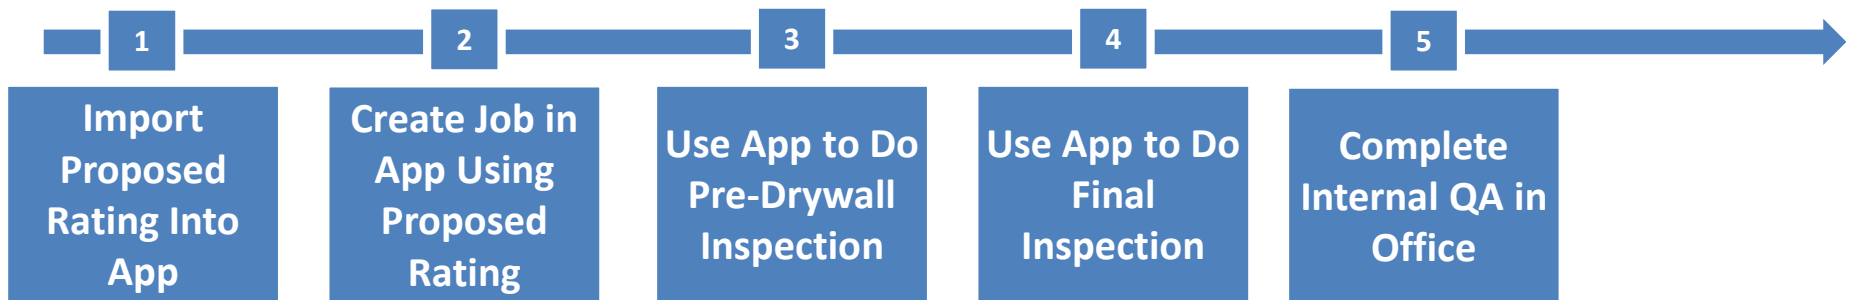 1
2
3
4
5
Import
Proposed
Rating Into
App
Create Job in
App Using
Proposed
Rating
Use App to Do
Pre-Drywall
Inspection
Use App to Do
Final
Inspection
Complete
Internal QA in
Office